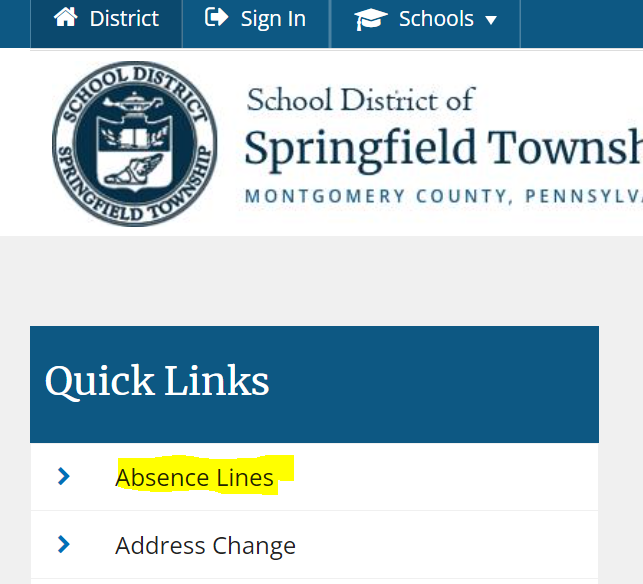 District
Sign In
Schools
SCHOOL DISTRICT
SPRINGFIELD TOWNSHIP
School District of
Springfield Townsh
MONTGOMERY COUNTY, PENNSYLV
Quick Links
Absence Lines
Address Change